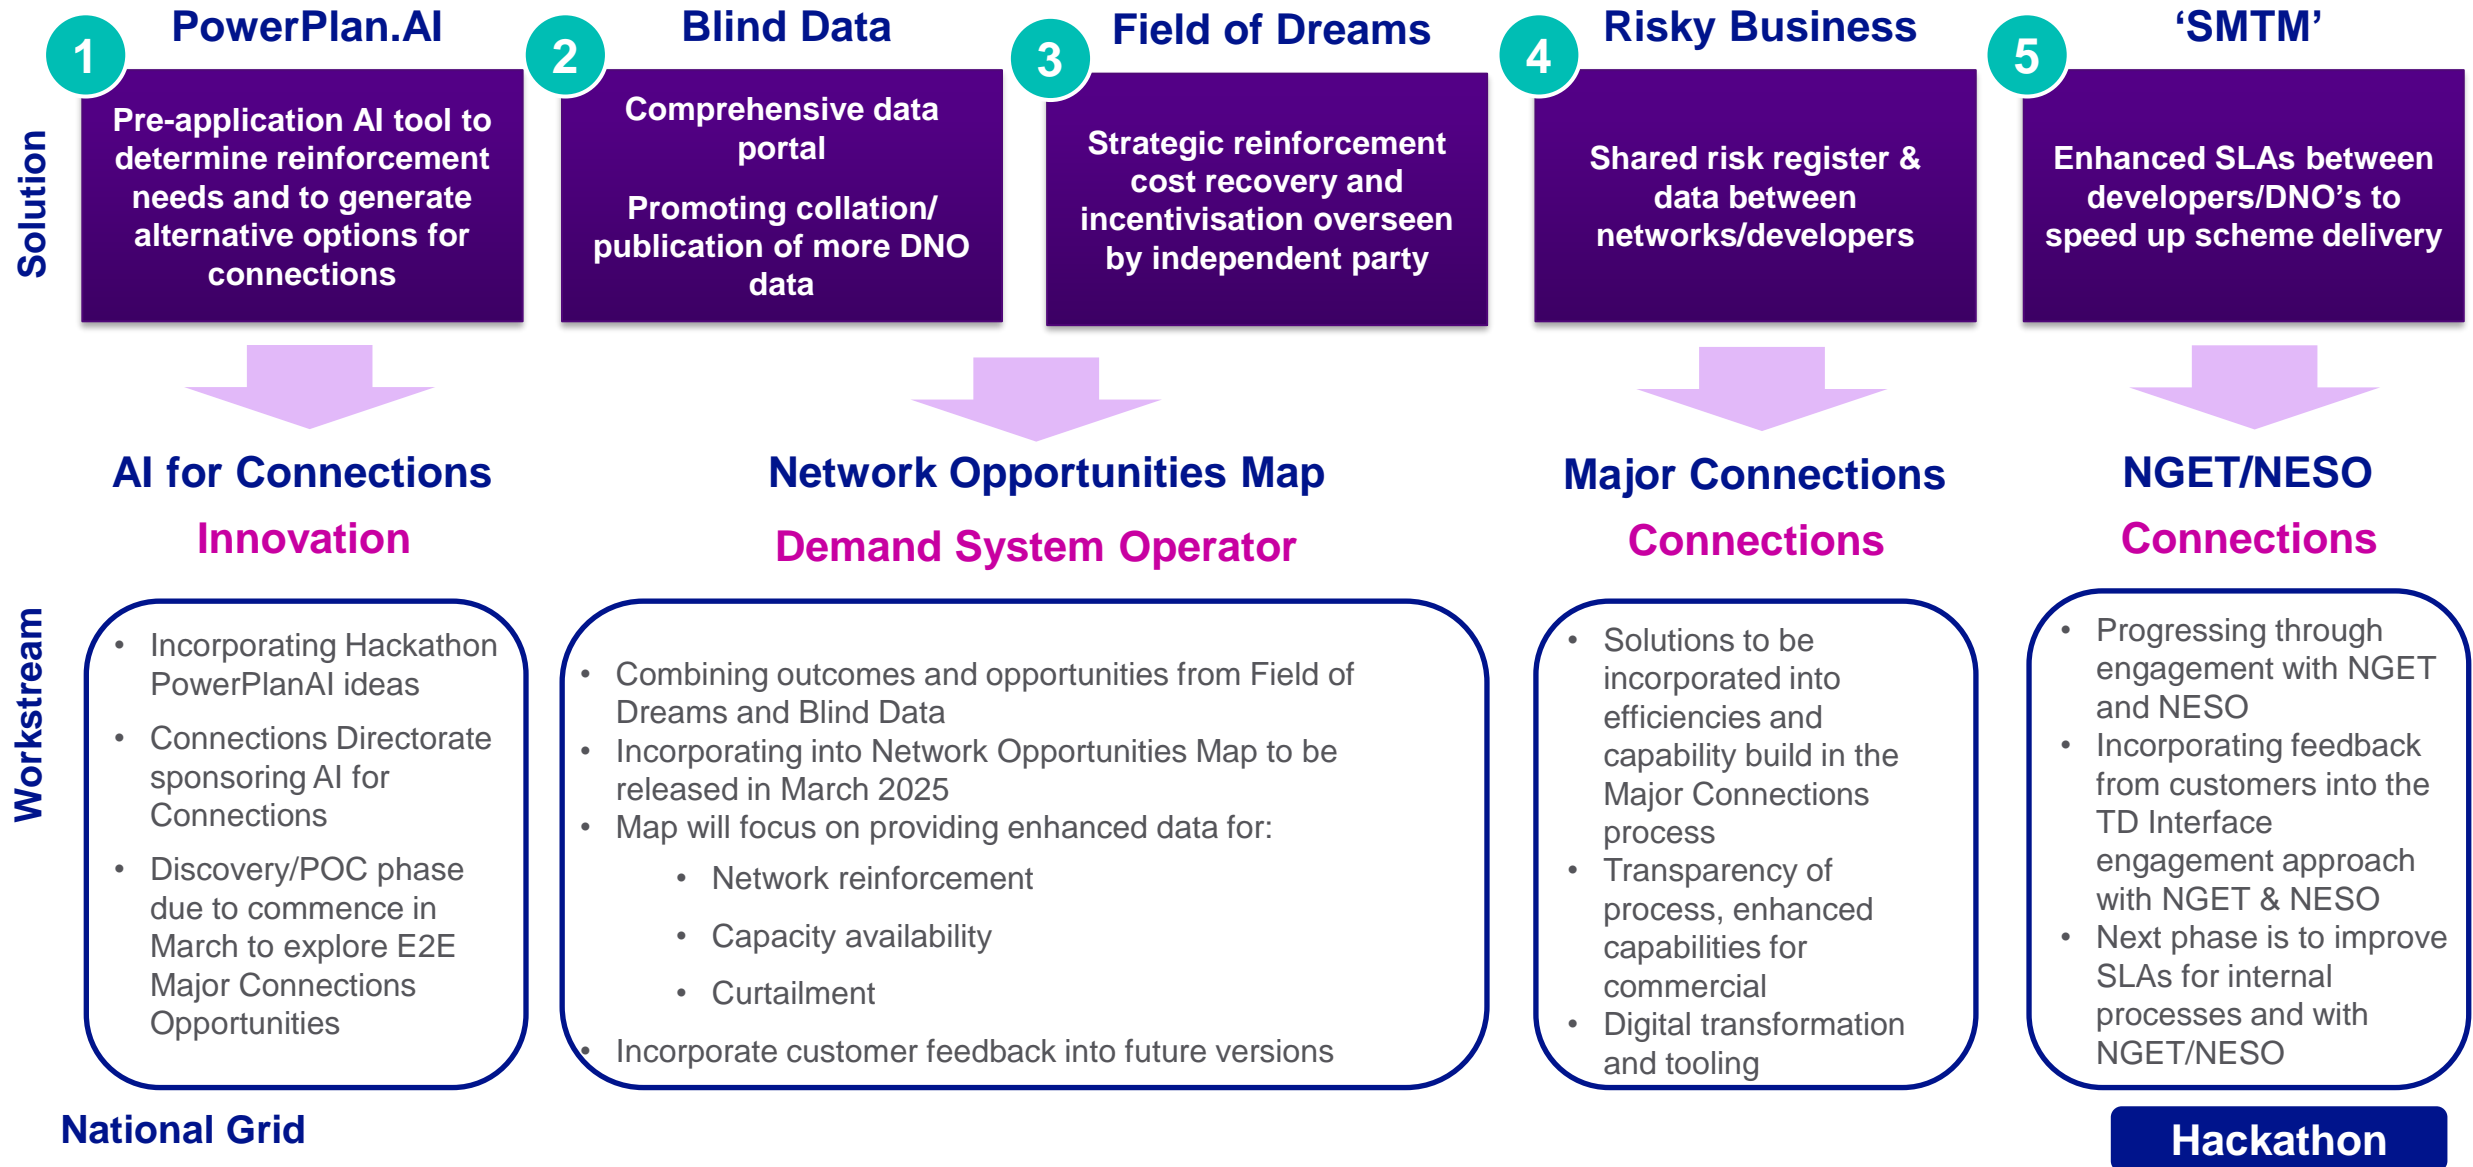 1
PowerPlan.AI
Pre-application AI tool to
determine reinforcement
needs and to generate
alternative options for
connections
2
Blind Data
Comprehensive data
portal
Promoting collation/
publication of more DNO
data
3
Field of Dreams
Strategic reinforcement
cost recovery and
incentivisation overseen
by independent party
4
Risky Business
Shared risk register &
data between
networks/developers
5
‘SMTM’
Enhanced SLAs between
developers/DNO’s to
speed up scheme delivery
Solution
AI for Connections
Innovation
Network Opportunities Map
Demand System Operator
Major Connections
Connections
NGET/NESO
Connections
Workstream
• Incorporating Hackathon
PowerPlanAI ideas
• Connections Directorate
sponsoring AI for
Connections
• Discovery/POC phase
due to commence in
March to explore E2E
Major Connections
Opportunities
• Combining outcomes and opportunities from Field of
Dreams and Blind Data
• Incorporating into Network Opportunities Map to be
released in March 2025
• Map will focus on providing enhanced data for:
• Network reinforcement
• Capacity availability
• Curtailment
• Incorporate customer feedback into future versions
• Solutions to be
incorporated into
efficiencies and
capability build in the
Major Connections
process
• Transparency of
process, enhanced
capabilities for
commercial
• Digital transformation
and tooling
• Progressing through
engagement with NGET
and NESO
• Incorporating feedback
from customers into the
TD Interface
engagement approach
with NGET & NESO
• Next phase is to improve
SLAs for internal
processes and with
NGET/NESO
National Grid
Hackathon